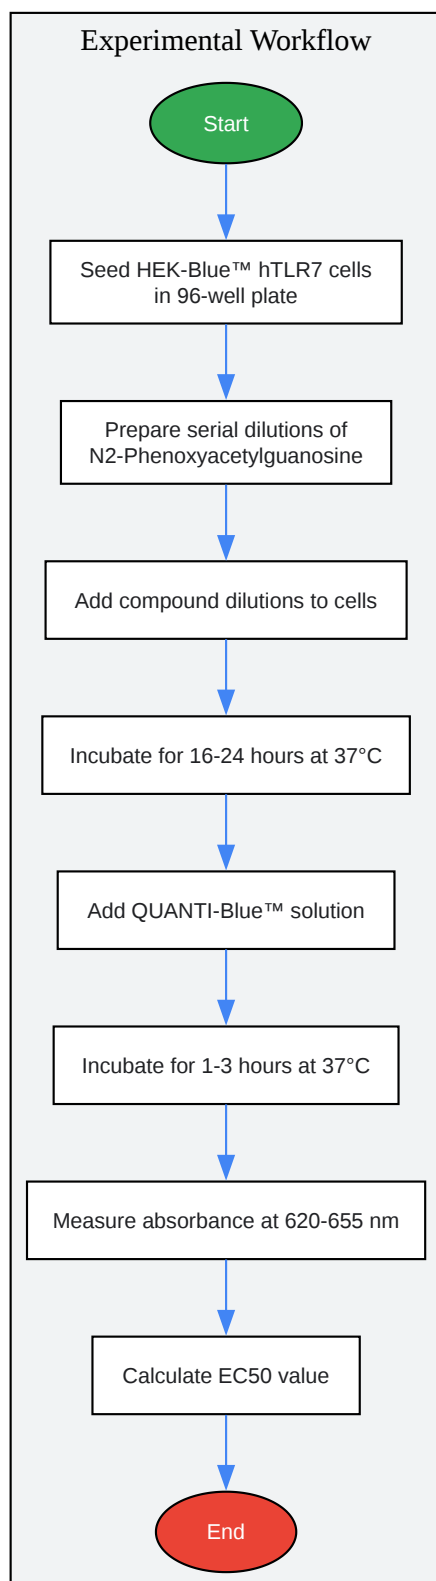 Experimental Workflow
Start
Seed HEK-Blue™ hTLR7 cells
in 96-well plate
Prepare serial dilutions of
N2-Phenoxyacetylguanosine
Add compound dilutions to cells
Incubate for 16-24 hours at 37°C
Add QUANTI-Blue™ solution
Incubate for 1-3 hours at 37°C
Measure absorbance at 620-655 nm
Calculate EC50 value
End